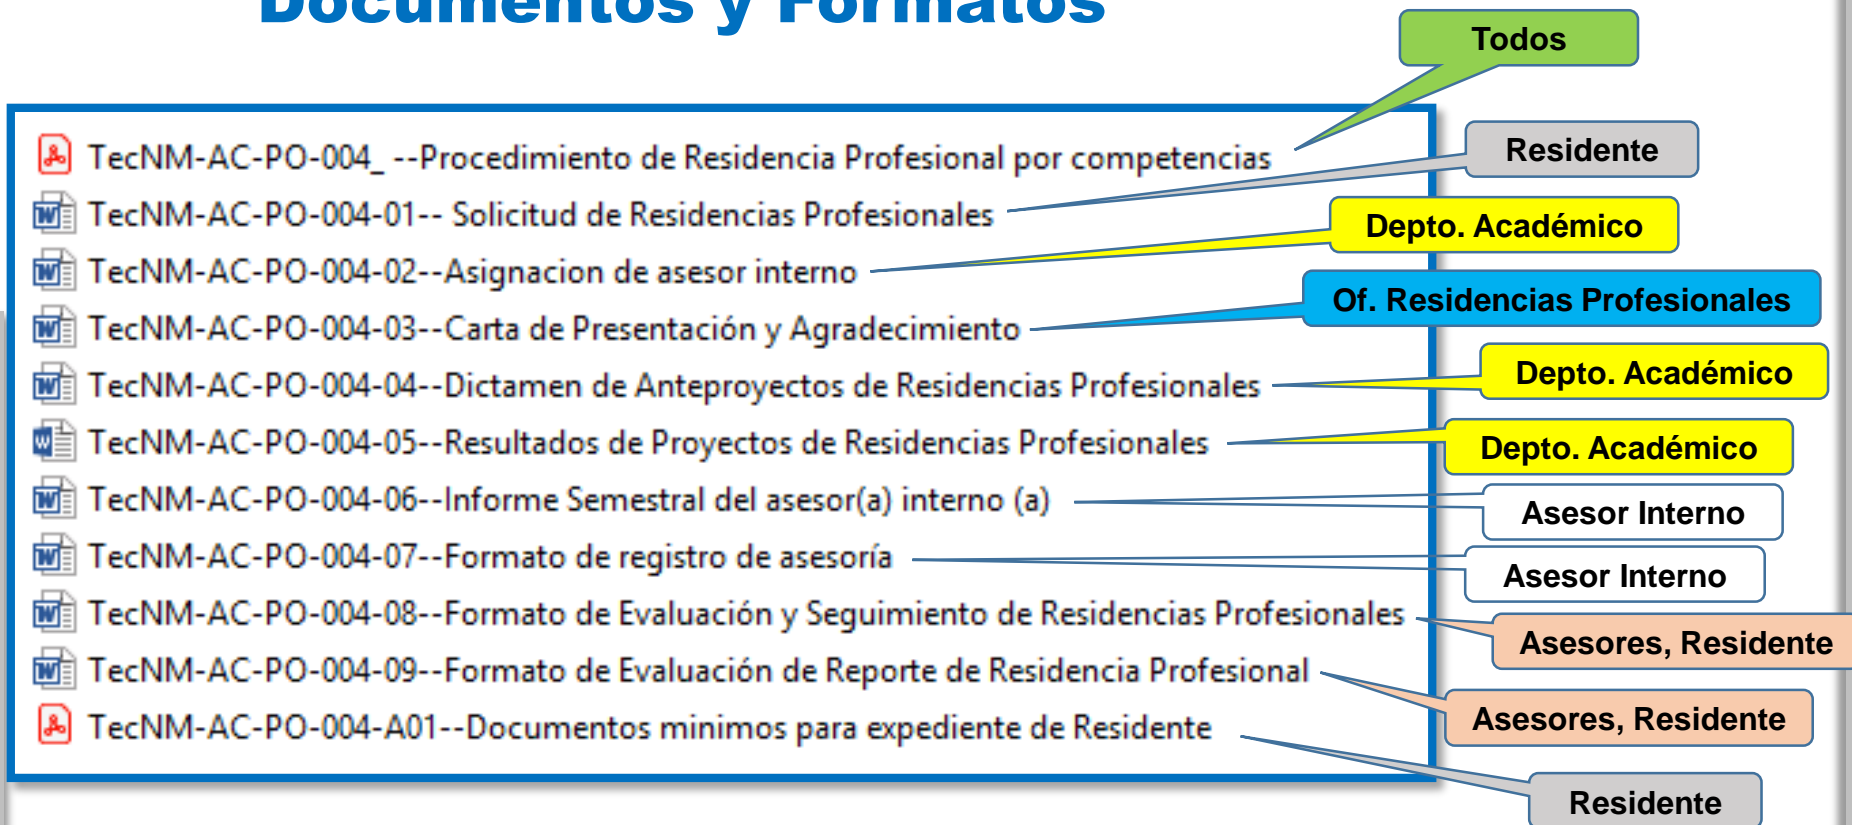 Documentos y Formatos
Todos
TecNM-AC-PO-004_ --Procedimiento de Residencia Profesional por competencias
Residente
TecNM-AC-PO-004-01-- Solicitud de Residencias Profesionales
Depto. Académico
TecNM-AC-PO-004-02--Asignacion de asesor interno
Of. Residencias Profesionales
TecNM-AC-PO-004-03--Carta de Presentación y Agradecimiento
Depto. Académico
TecNM-AC-PO-004-04--Dictamen de Anteproyectos de Residencias Profesionales
TecNM-AC-PO-004-05--Resultados de Proyectos de Residencias Profesionales
Depto. Académico
TecNM-AC-PO-004-06--Informe Semestral del asesor(a) interno (a)
Asesor Interno
TecNM-AC-PO-004-07--Formato de registro de asesoría
Asesor Interno
TecNM-AC-PO-004-08--Formato de Evaluación y Seguimiento de Residencias Profesionales
Asesores, Residente
TecNM-AC-PO-004-09--Formato de Evaluación de Reporte de Residencia Profesional
Asesores, Residente
TecNM-AC-PO-004-A01--Documentos minimos para expediente de Residente
Residente